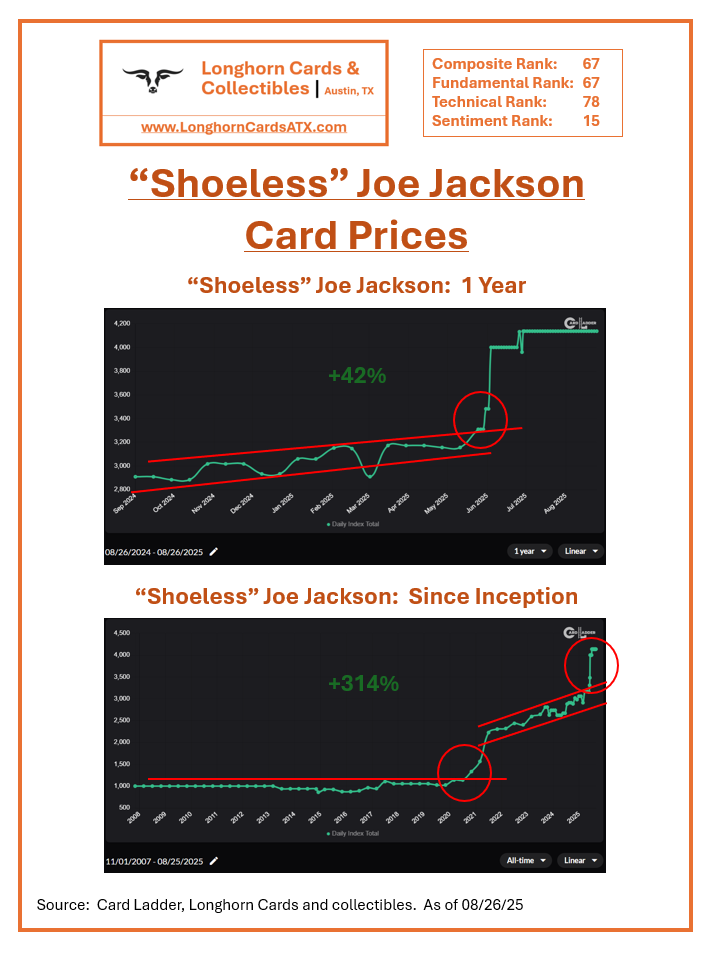 Longhorn Cards &
Collectibles | Austin, TX
www.LonghornCardsATX.com
Composite Rank: 67
Fundamental Rank: 67
Technical Rank: 78
Sentiment Rank: 15
“Shoeless” Joe Jackson
Card Prices
“Shoeless” Joe Jackson: 1 Year
CARD LADDER
4,200
4,000
3,800
3,600
3,400
3,200
3,000
2,800
+42%
Sep 2024
Oct 2024
Nov 2024
Dec 2024
Jan 2025
Feb 2025
Mar 2025
Apr 2025
May 2025
Jun 2025
Jul 2025
Aug 2025
Daily Index Total
08/26/2024 - 08/26/2025
1 year
Linear
“Shoeless” Joe Jackson: Since Inception
CARD LADDER
4,500
4,000
3,500
3,000
2,500
2,000
1,500
1,000
500
+314%
2008
2009
2010
2011
2012
2013
2014
2015
2016
2017
2018
2019
2020
2021
2022
2023
2024
2025
Daily Index Total
11/01/2007 - 08/25/2025
All-time
Linear
Source: Card Ladder, Longhorn Cards and collectibles. As of 08/26/25